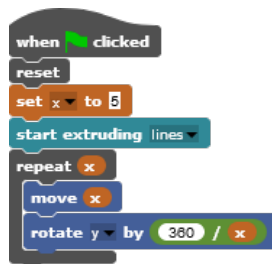 when clicked
reset
set x to 5
start extruding lines
repeat x
move x
rotate y by 360 / x